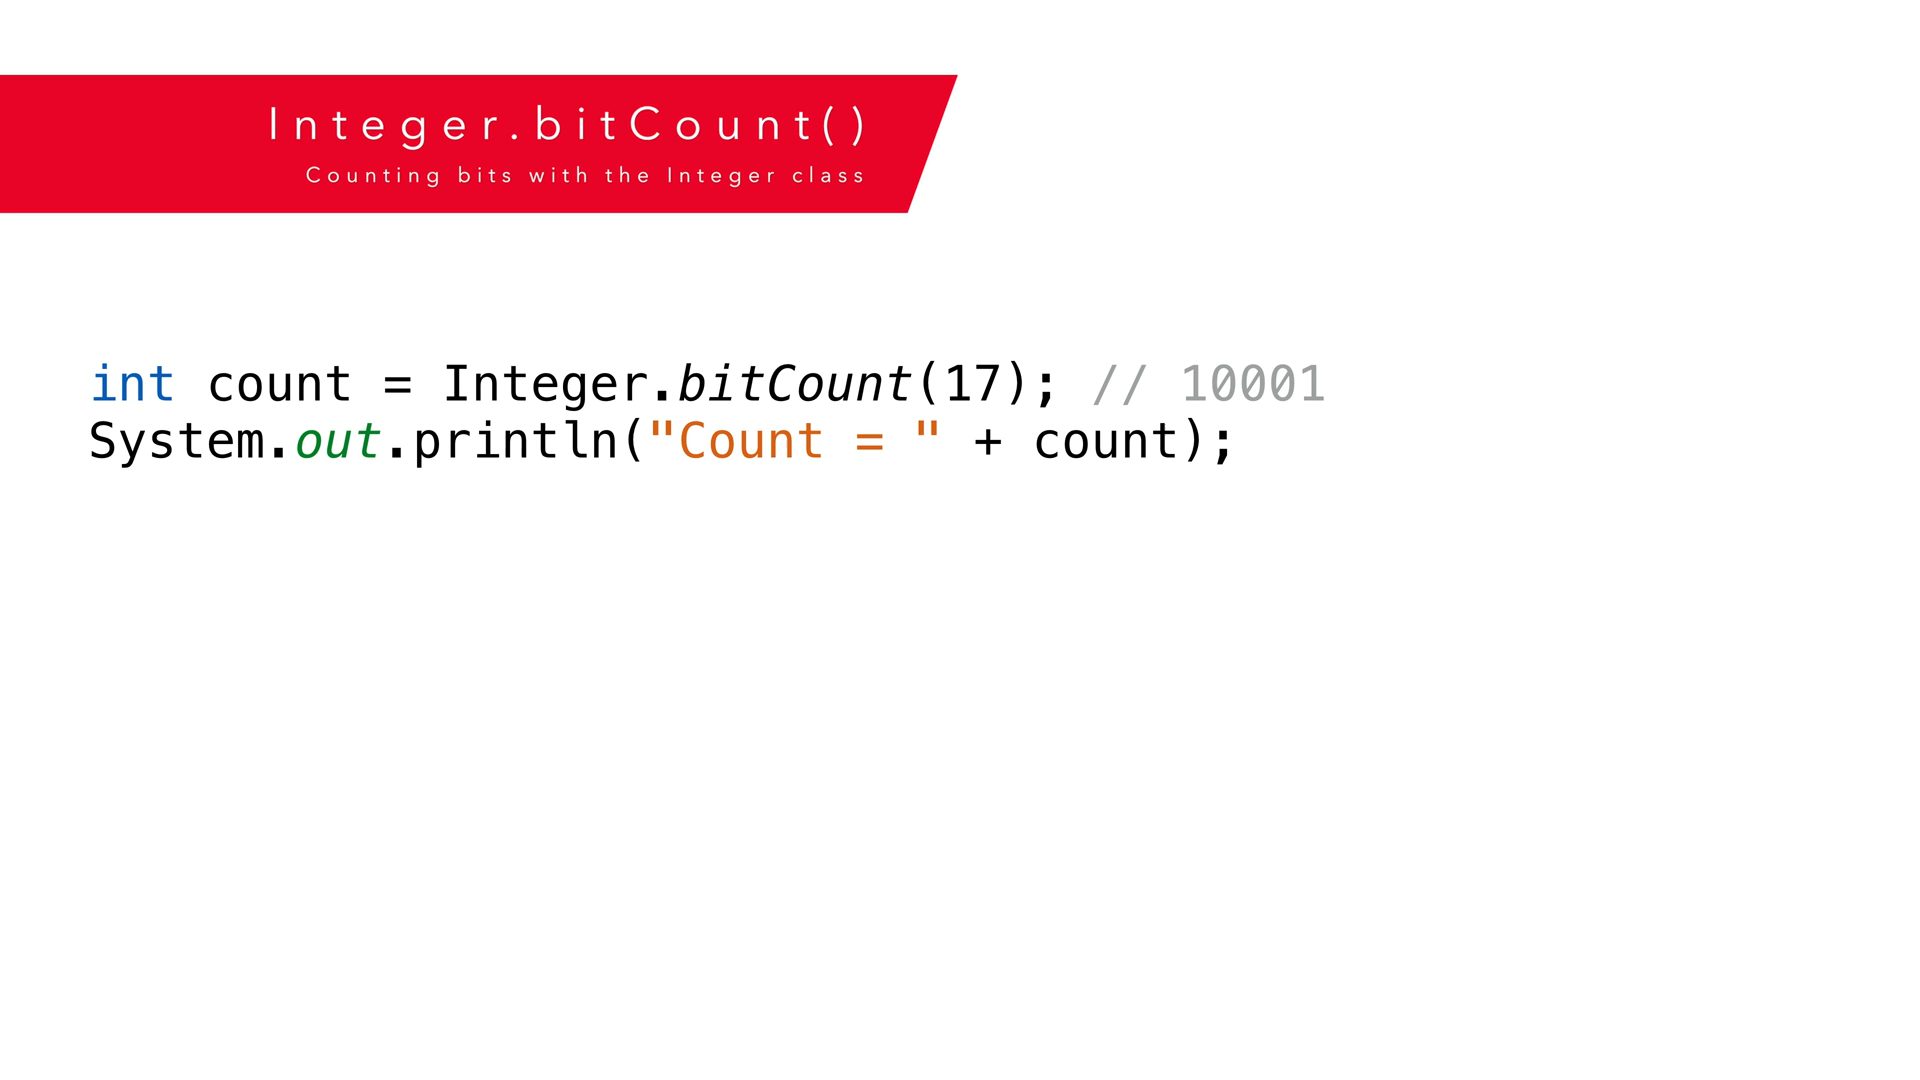 Integer.bitCount()
Counting bits with the Integer class
int count = Integer.bitCount(17); // 10001
System.out.println("Count = " + count);